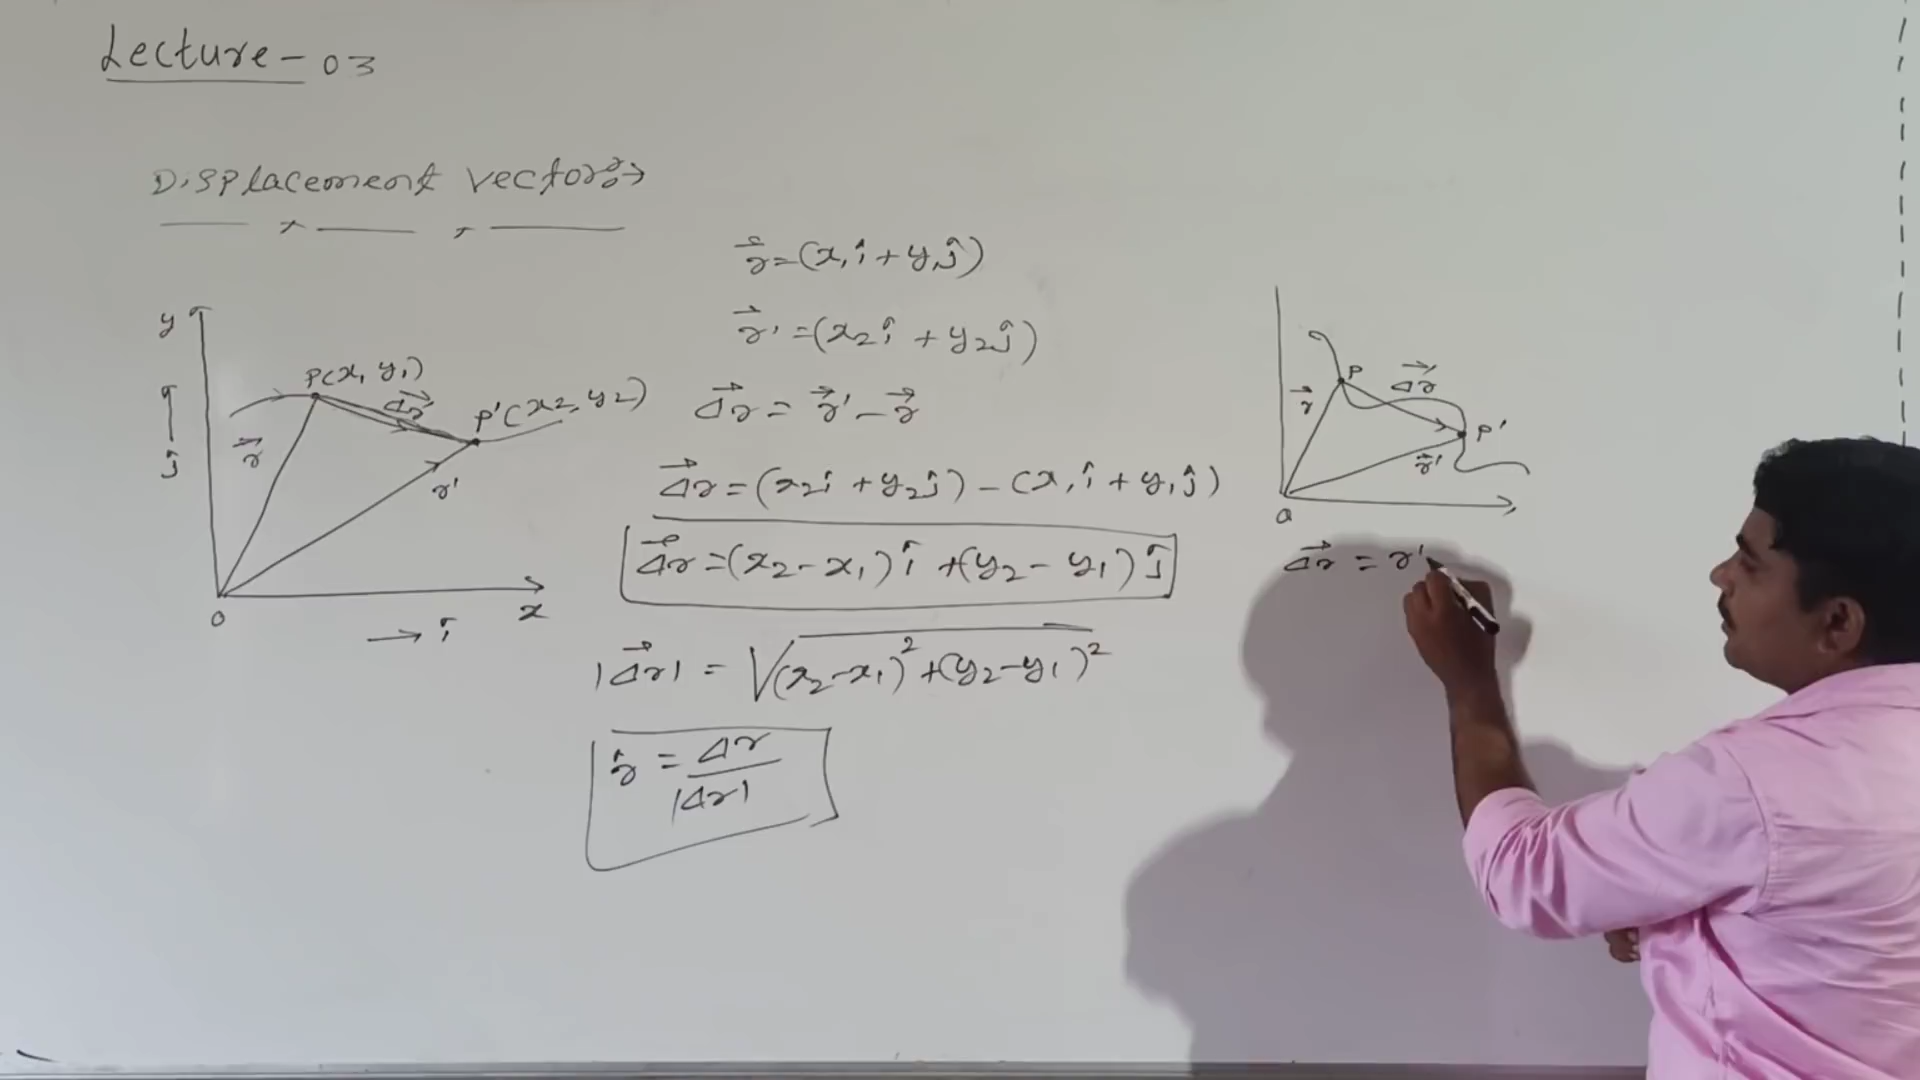 Lecture - 03
Displacement vector:→
y
ĵ
P(x₁ y₁)
Δr⃗
P'(x₂, y₂)
r⃗
r'
O
→ î
x
r⃗ = (x₁î + y₁ĵ)
r⃗' = (x₂î + y₂ĵ)
Δr⃗ = r⃗' - r⃗
Δr⃗ = (x₂î + y₂ĵ) - (x₁î + y₁ĵ)
Δr⃗ = (x₂ - x₁)î + (y₂ - y₁)ĵ
|Δr⃗| = √(x₂-x₁)² + (y₂-y₁)²
r̂ = Δr / |Δr|
P
Δr⃗
r⃗
P'
r⃗'
O
Δr⃗ = r'